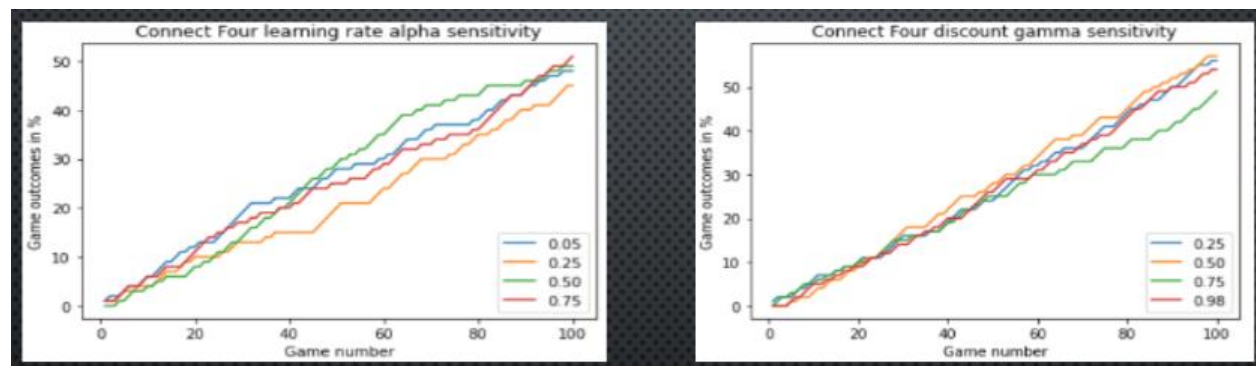 Connect Four learning rate alpha sensitivity
Game outcomes in %
50
40
30
20
10
0
0 20 40 60 80 100
Game number
0.05
0.25
0.50
0.75
Connect Four discount gamma sensitivity
Game outcomes in %
50
40
30
20
10
0
0 20 40 60 80 100
Game number
0.25
0.50
0.75
0.98